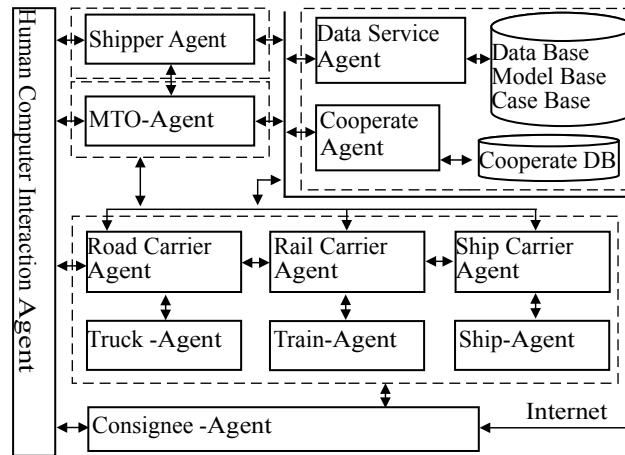 Human Computer Interaction Agent
Shipper Agent
MTO-Agent
Data Service
Agent
Data Base
Model Base
Case Base
Cooperate
Agent
Cooperate DB
Road Carrier
Agent
Rail Carrier
Agent
Ship Carrier
Agent
Truck -Agent
Train-Agent
Ship-Agent
Consignee -Agent
Internet